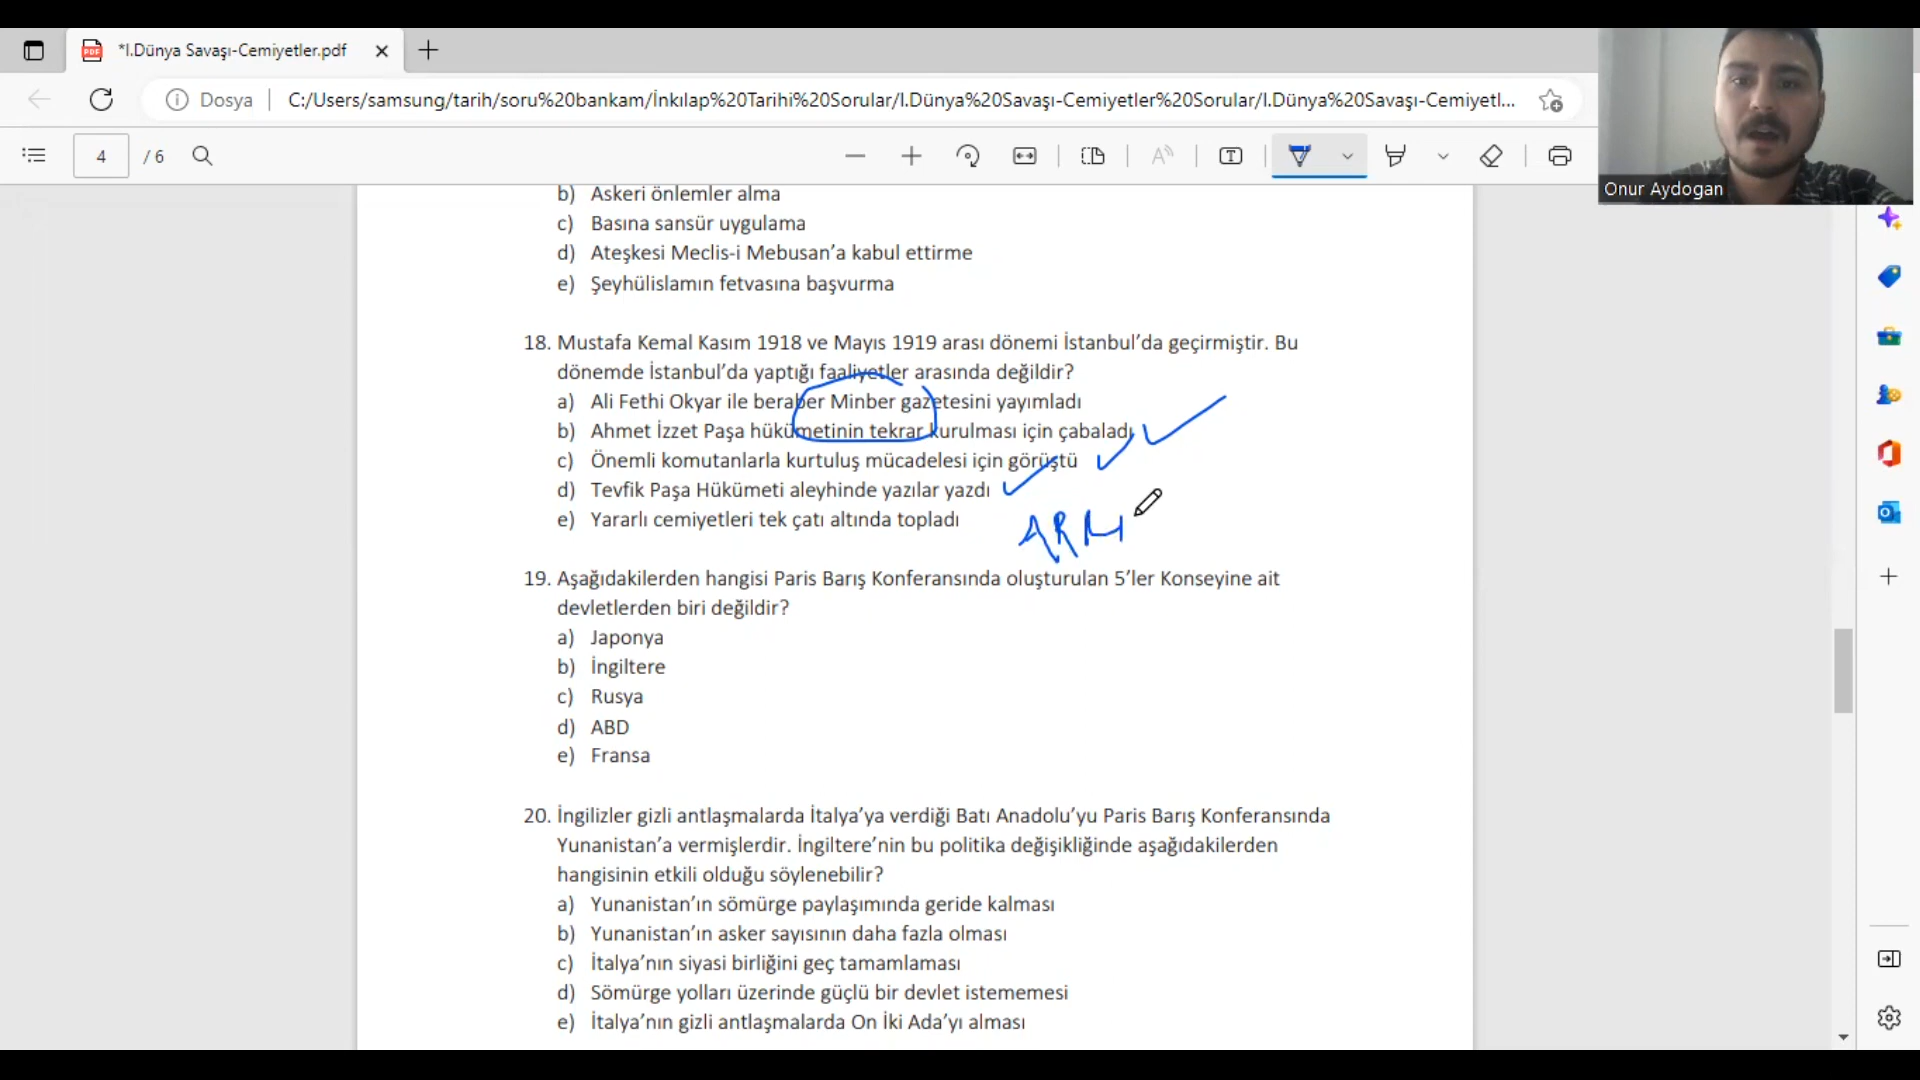 *I.Dünya Savaşı-Cemiyetler.pdf
Dosya
C:/Users/samsung/tarih/soru%20bankam/İnkılap%20Tarihi%20Sorular/I.Dünya%20Savaşı-Cemiyetler%20Sorular/I.Dünya%20Savaşı-Cemiyetl...
4 / 6
Onur Aydogan
b) Askeri önlemler alma
c) Basına sansür uygulama
d) Ateşkesi Meclis-i Mebusan’a kabul ettirme
e) Şeyhülislamın fetvasına başvurma
18. Mustafa Kemal Kasım 1918 ve Mayıs 1919 arası dönemi İstanbul’da geçirmiştir. Bu
dönemde İstanbul’da yaptığı faaliyetler arasında değildir?
a) Ali Fethi Okyar ile beraber Minber gazetesini yayımladı
b) Ahmet İzzet Paşa hükümetinin tekrar kurulması için çabaladı
c) Önemli komutanlarla kurtuluş mücadelesi için görüştü
d) Tevfik Paşa Hükümeti aleyhinde yazılar yazdı
e) Yararlı cemiyetleri tek çatı altında topladı
ARM
19. Aşağıdakilerden hangisi Paris Barış Konferansında oluşturulan 5’ler Konseyine ait
devletlerden biri değildir?
a) Japonya
b) İngiltere
c) Rusya
d) ABD
e) Fransa
20. İngilizler gizli antlaşmalarda İtalya’ya verdiği Batı Anadolu’yu Paris Barış Konferansında
Yunanistan’a vermişlerdir. İngiltere’nin bu politika değişikliğinde aşağıdakilerden
hangisinin etkili olduğu söylenebilir?
a) Yunanistan’ın sömürge paylaşımında geride kalması
b) Yunanistan’ın asker sayısının daha fazla olması
c) İtalya’nın siyasi birliğini geç tamamlaması
d) Sömürge yolları üzerinde güçlü bir devlet istememesi
e) İtalya’nın gizli antlaşmalarda On İki Ada’yı alması